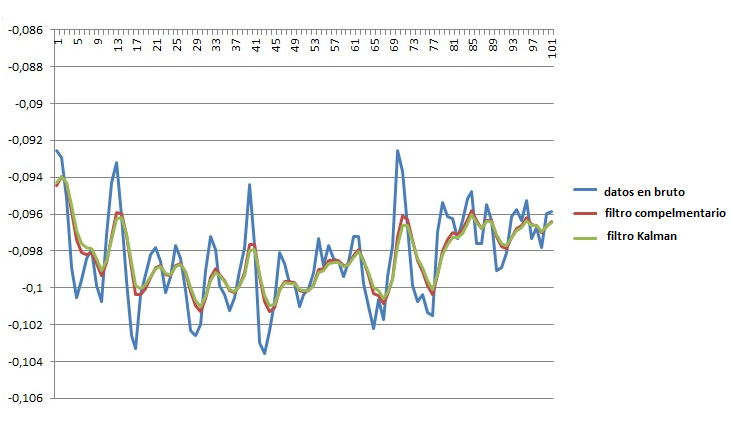 -0,086
1 5 9 13 17 21 25 29 33 37 41 45 49 53 57 61 65 69 73 77 81 85 89 93 97 101
-0,088
-0,09
-0,092
-0,094
-0,096
-0,098
-0,1
-0,102
-0,104
-0,106
datos en bruto
filtro compelmentario
filtro Kalman